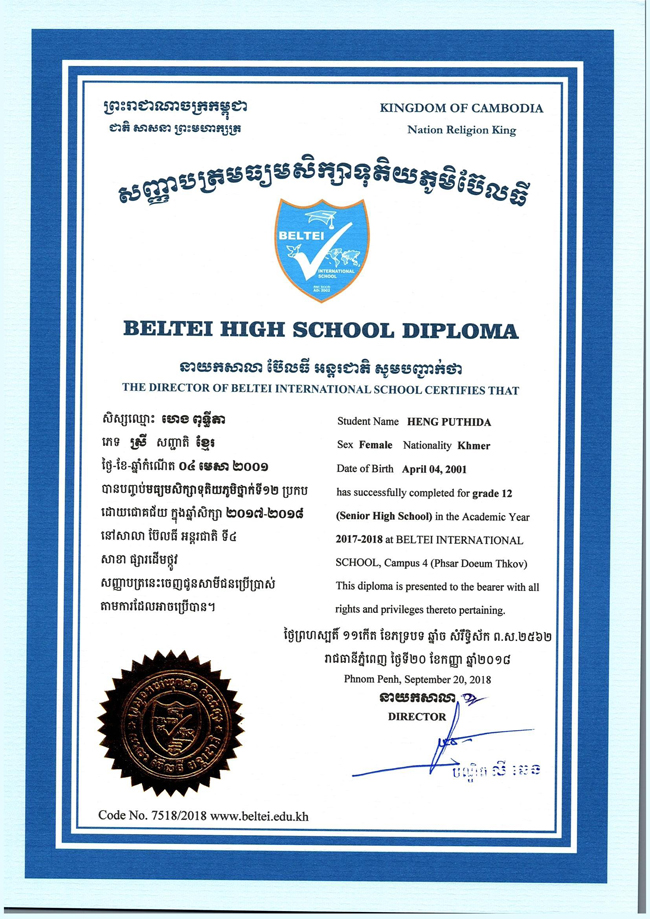 ព្រះរាជាណាចក្រកម្ពុជា
ជាតិ សាសនា ព្រះមហាក្សត្រ
KINGDOM OF CAMBODIA
Nation Religion King
សញ្ញាបត្រមធ្យមសិក្សាទុតិយភូមិប៊ែលធី
BELTEI
INTERNATIONAL
SCHOOL
BELTEI HIGH SCHOOL DIPLOMA
នាយកសាលា ប៊ែលធី អន្តរជាតិ សូមបញ្ជាក់ថា
THE DIRECTOR OF BELTEI INTERNATIONAL SCHOOL CERTIFIES THAT
សិស្សឈ្មោះ ហេង ពុទ្ធីតា
ភេទ ស្រី សញ្ជាតិ ខ្មែរ
ថ្ងៃ-ខែ-ឆ្នាំកំណើត ០៤ មេសា ២០០១
បានបញ្ចប់មធ្យមសិក្សាទុតិយភូមិថ្នាក់ទី១២ ប្រកប
ដោយជោគជ័យ ក្នុងឆ្នាំសិក្សា ២០១៧-២០១៨
នៅសាលា ប៊ែលធី អន្តរជាតិ ទី៤
សាខា ផ្សារដើមថ្កូវ
សញ្ញាបត្រនេះចេញជូនសាមីជនប្រើប្រាស់
តាមការដែលអាចប្រើបាន។
Student Name HENG PUTHIDA
Sex Female Nationality Khmer
Date of Birth April 04, 2001
has successfully completed for grade 12
(Senior High School) in the Academic Year
2017-2018 at BELTEI INTERNATIONAL
SCHOOL, Campus 4 (Phsar Doeum Thkov)
This diploma is presented to the bearer with all
rights and privileges thereto pertaining.
ថ្ងៃព្រហស្បតិ៍ ១១កើត ខែភទ្របទ ឆ្នាំច សំរឹទ្ធិស័ក ព.ស.២៥៦២
រាជធានីភ្នំពេញ ថ្ងៃទី២០ ខែកញ្ញា ឆ្នាំ២០១៨
Phnom Penh, September 20, 2018
នាយកសាលា
DIRECTOR
បណ្ឌិត លី ឆេង
Code No. 7518/2018 www.beltei.edu.kh